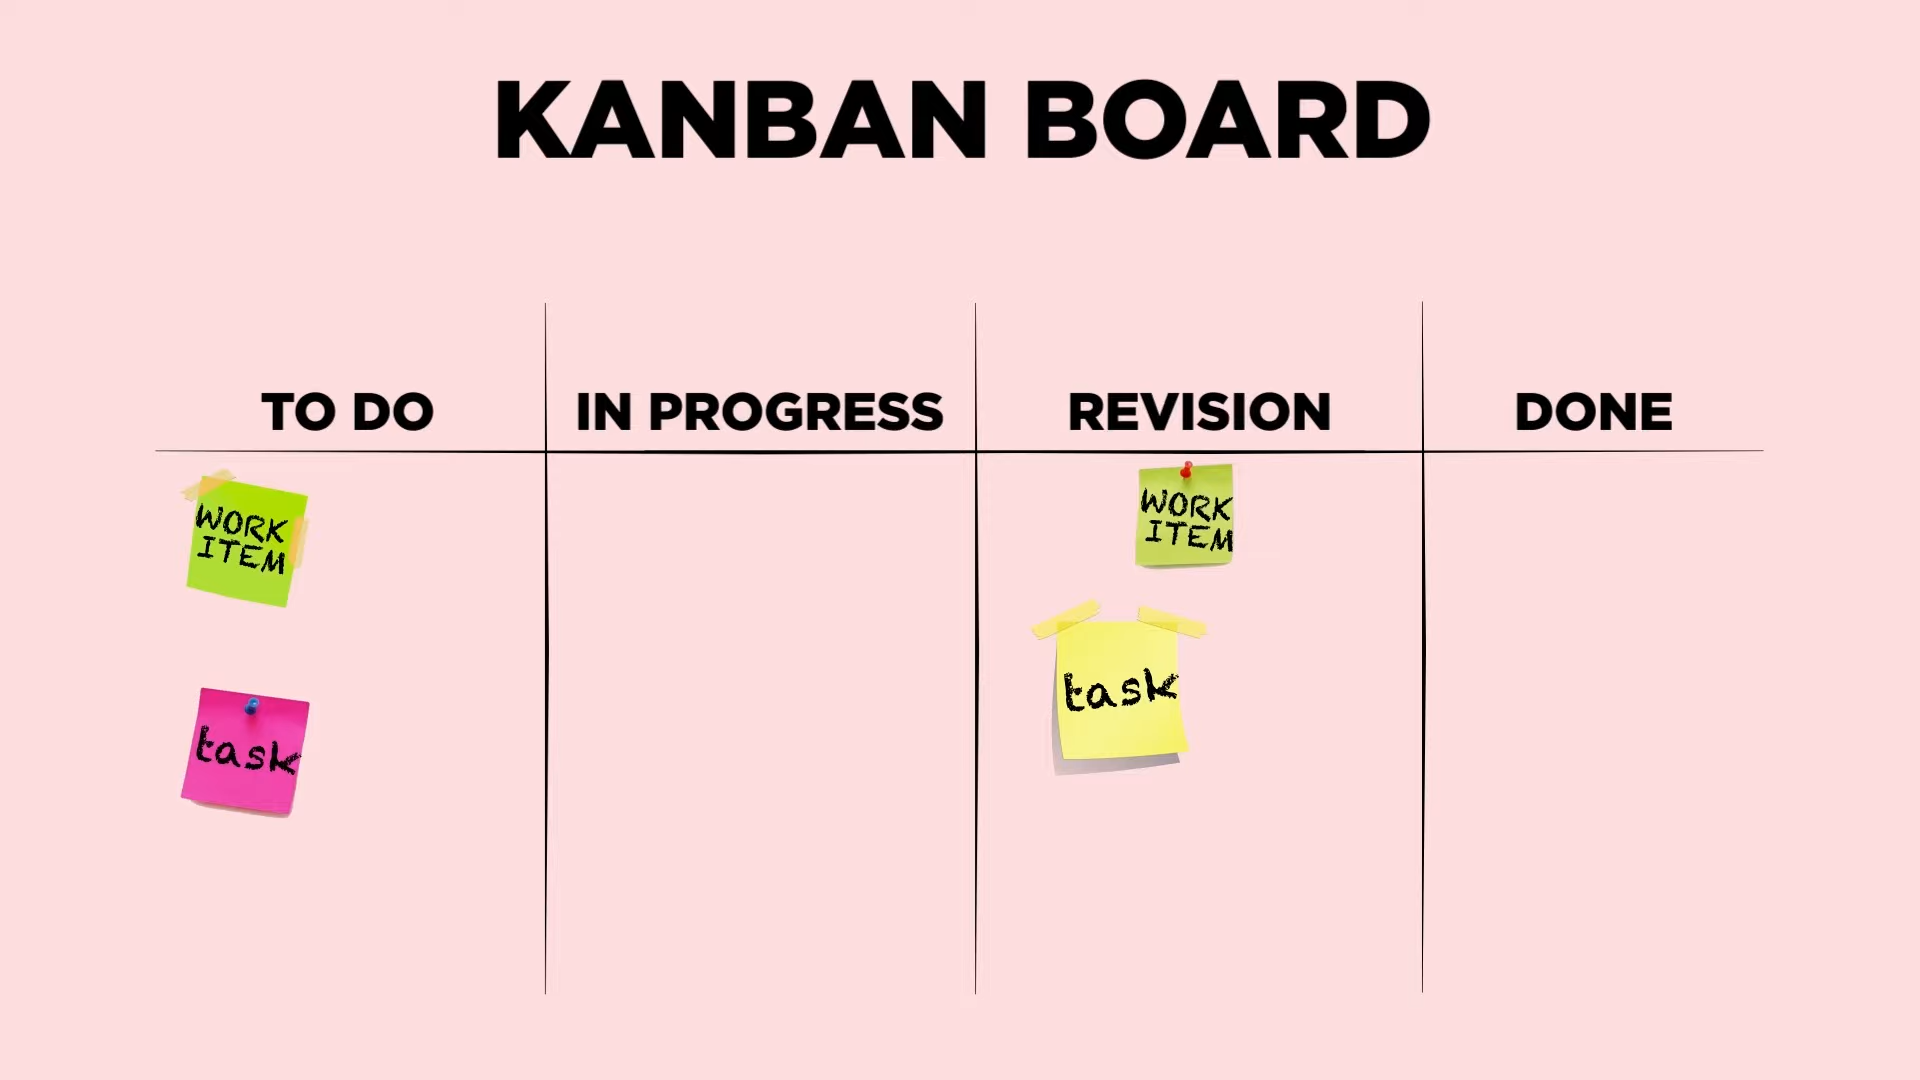 KANBAN BOARD
TO DO
IN PROGRESS
REVISION
DONE
WORK
ITEM
task
WORK
ITEM
task